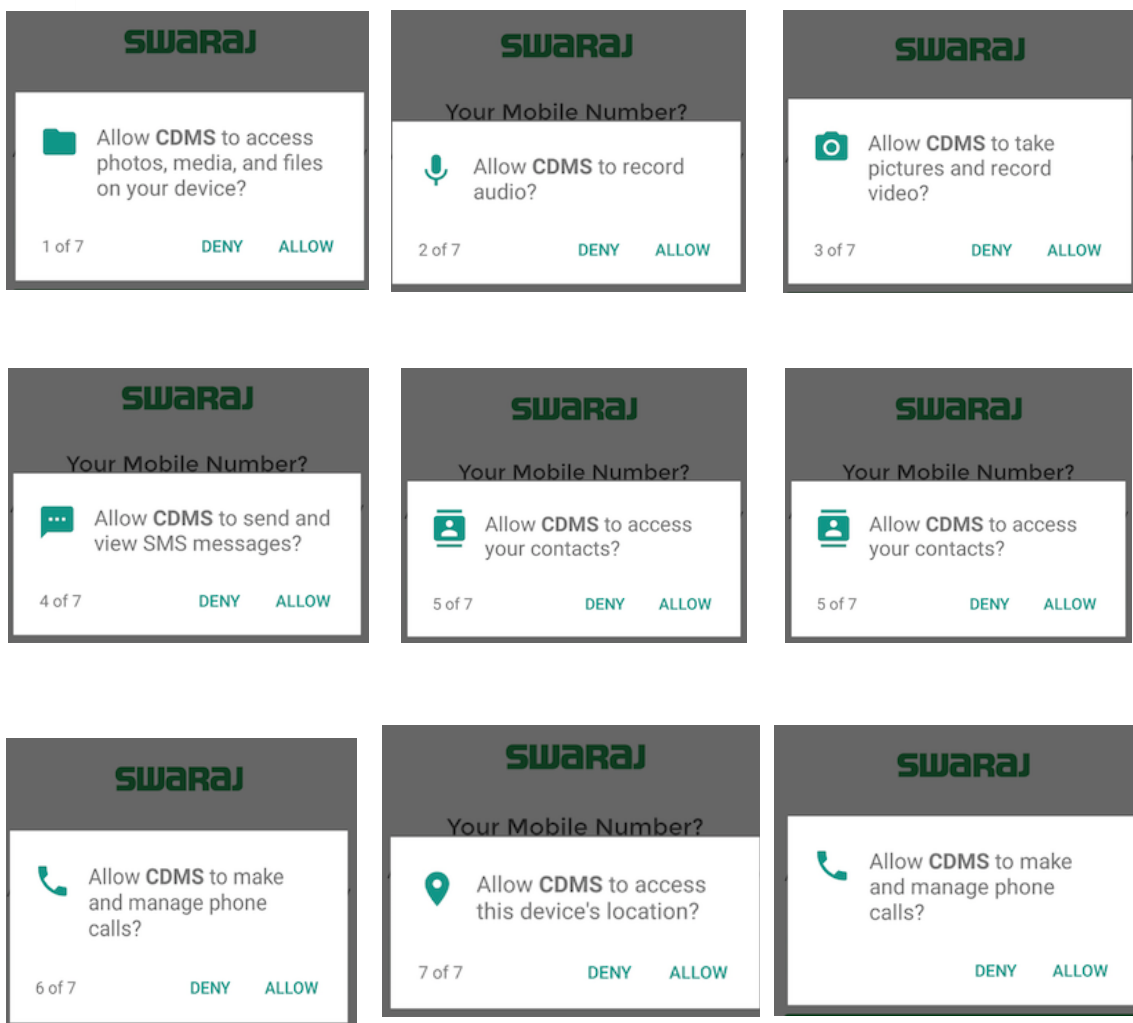 SWARAJ
Allow CDMS to access
photos, media, and files
on your device?
1 of 7 DENY ALLOW
SWARAJ
Your Mobile Number?
Allow CDMS to record
audio?
2 of 7 DENY ALLOW
SWARAJ
Allow CDMS to take
pictures and record
video?
3 of 7 DENY ALLOW
SWARAJ
Your Mobile Number?
Allow CDMS to send and
view SMS messages?
4 of 7 DENY ALLOW
SWARAJ
Your Mobile Number?
Allow CDMS to access
your contacts?
5 of 7 DENY ALLOW
SWARAJ
Your Mobile Number?
Allow CDMS to access
your contacts?
5 of 7 DENY ALLOW
SWARAJ
Allow CDMS to make
and manage phone
calls?
6 of 7 DENY ALLOW
SWARAJ
Your Mobile Number?
Allow CDMS to access
this device's location?
7 of 7 DENY ALLOW
SWARAJ
Allow CDMS to make
and manage phone
calls?
DENY ALLOW